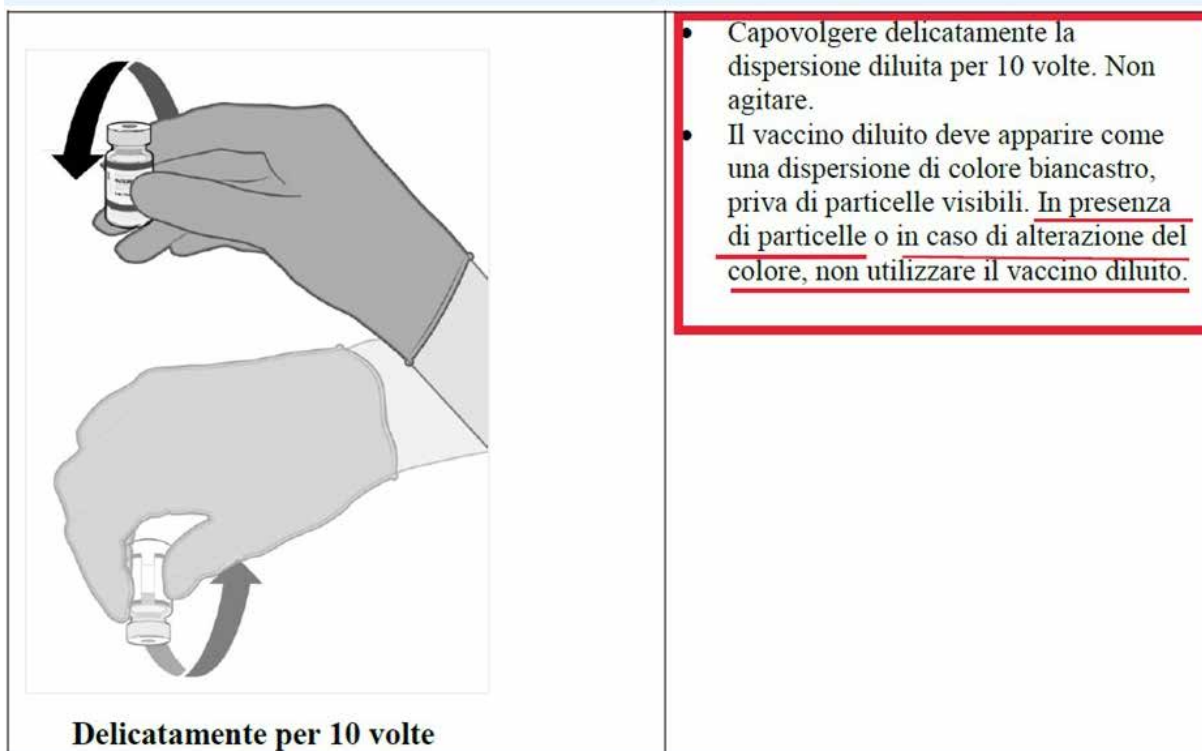 Capovolgere delicatamente la
dispersione diluita per 10 volte. Non
agitare.
Il vaccino diluito deve apparire come
una dispersione di colore biancastro,
priva di particelle visibili. In presenza
di particelle o in caso di alterazione del
colore, non utilizzare il vaccino diluito.
Delicatamente per 10 volte